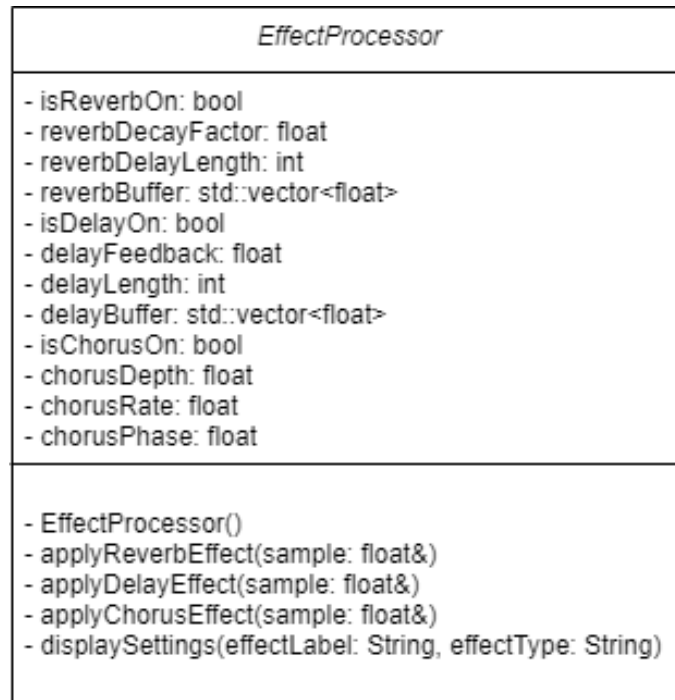 EffectProcessor
- isReverbOn: bool
- reverbDecayFactor: float
- reverbDelayLength: int
- reverbBuffer: std::vector<float>
- isDelayOn: bool
- delayFeedback: float
- delayLength: int
- delayBuffer: std::vector<float>
- isChorusOn: bool
- chorusDepth: float
- chorusRate: float
- chorusPhase: float
- EffectProcessor()
- applyReverbEffect(sample: float&)
- applyDelayEffect(sample: float&)
- applyChorusEffect(sample: float&)
- displaySettings(effectLabel: String, effectType: String)